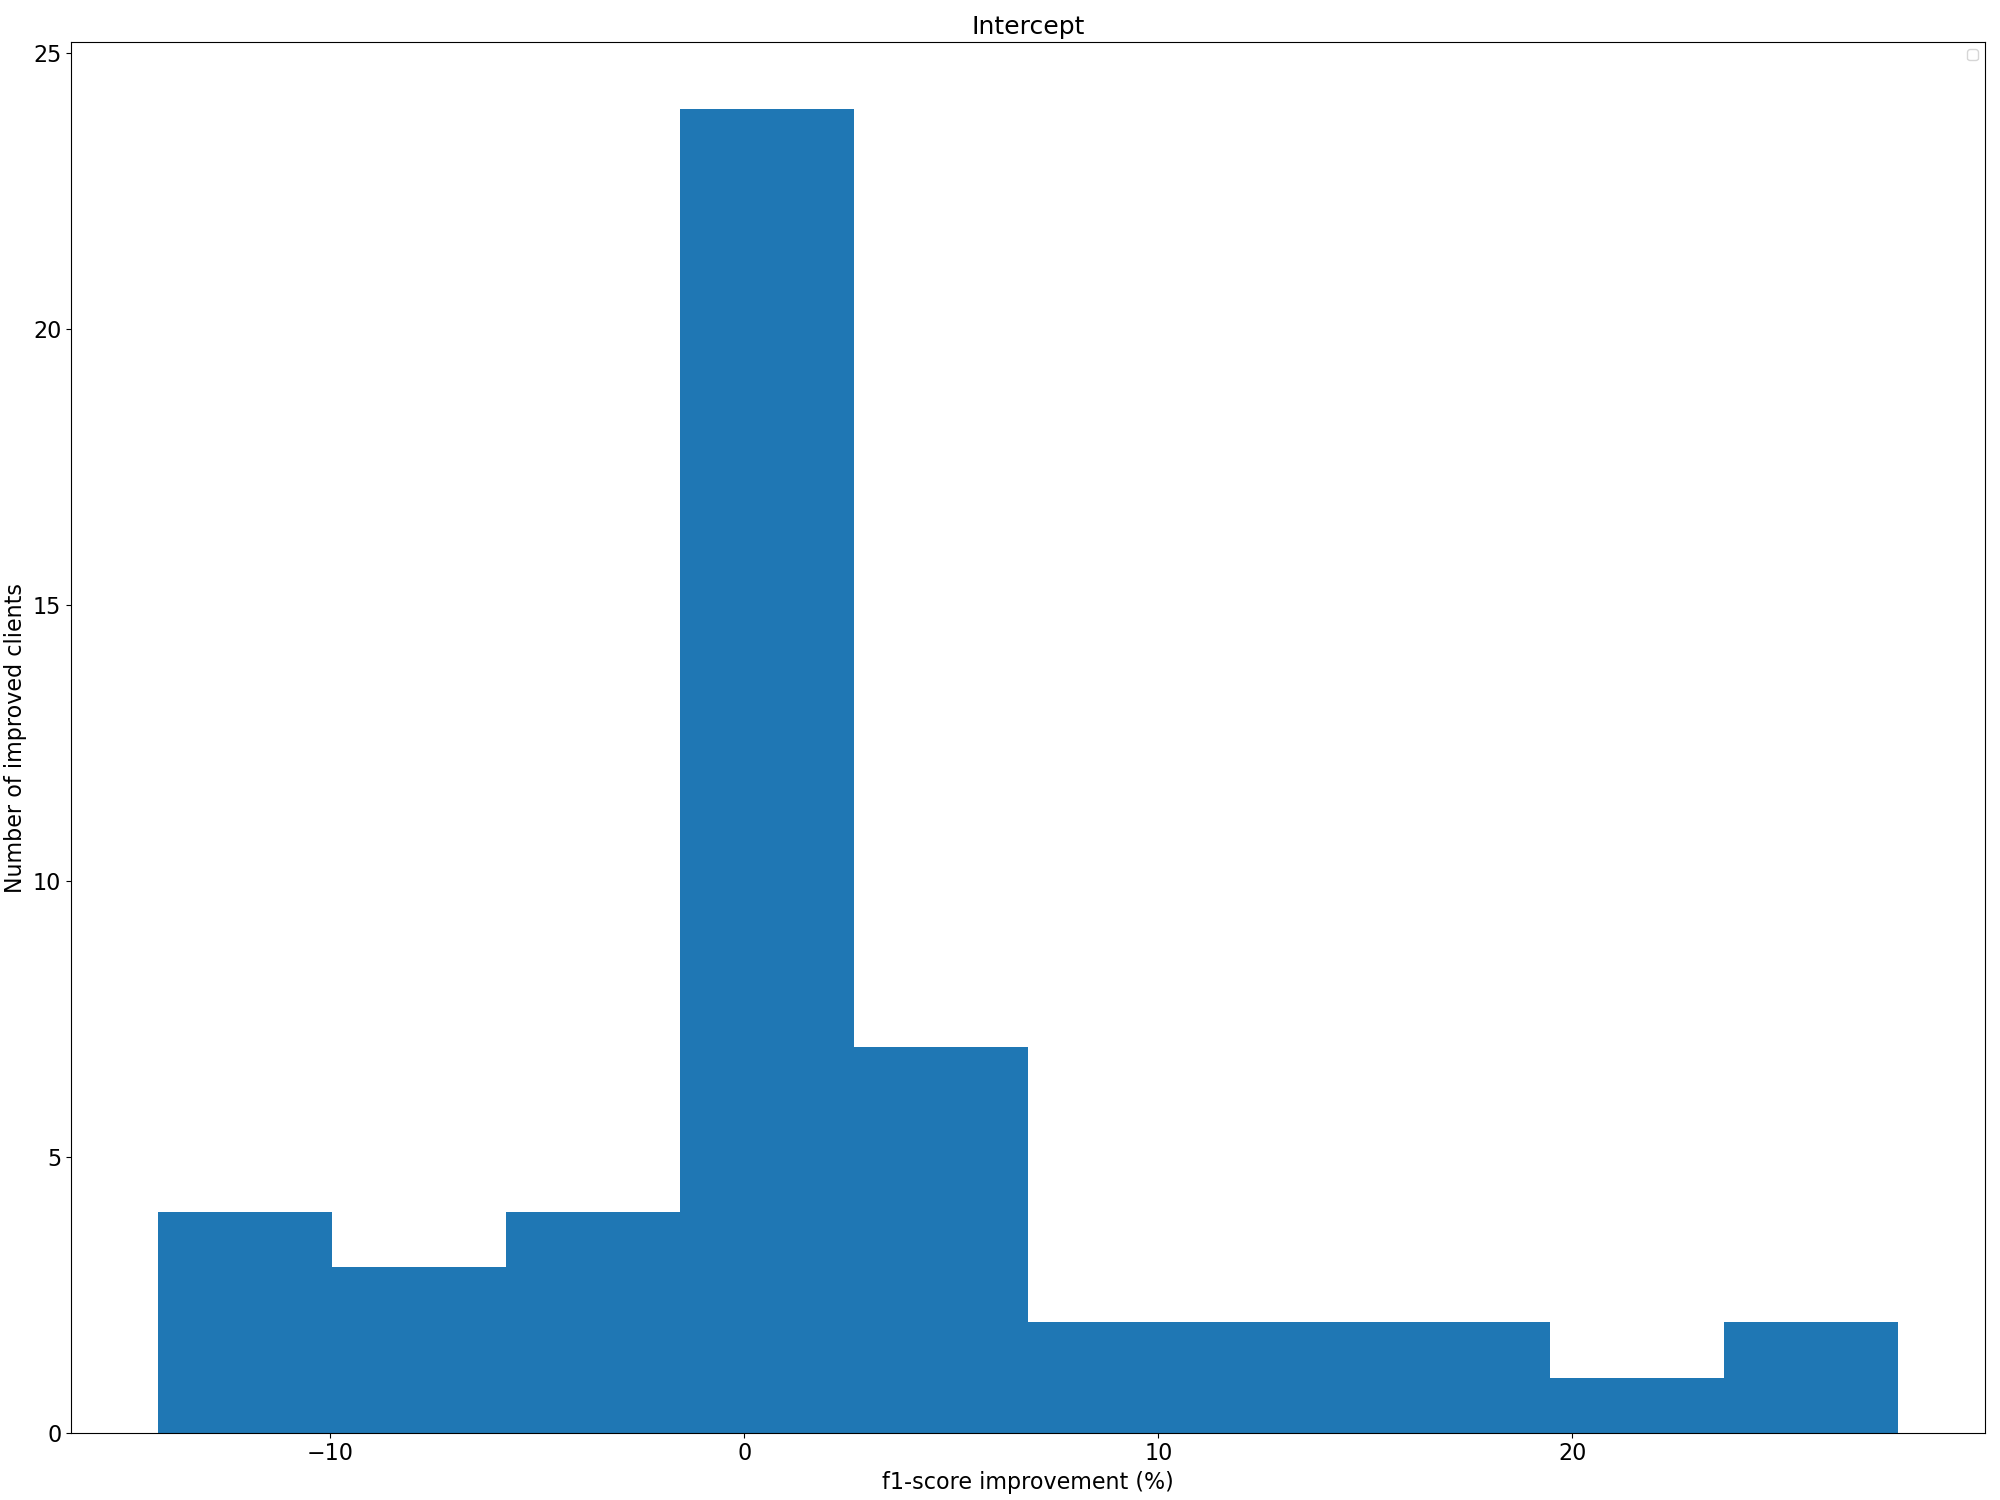 Intercept
25
20
15
10
5
0
Number of improved clients
−10 0 10 20
f1-score improvement (%)